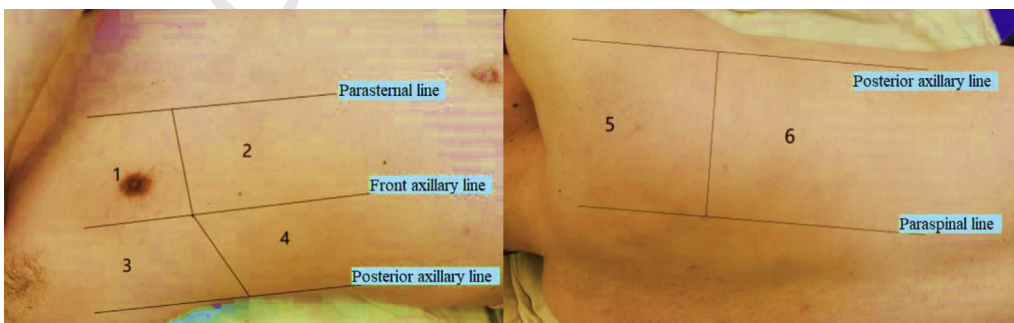 Parasternal line
1
2
Front axillary line
3
4
Posterior axillary line
Posterior axillary line
5
6
Paraspinal line